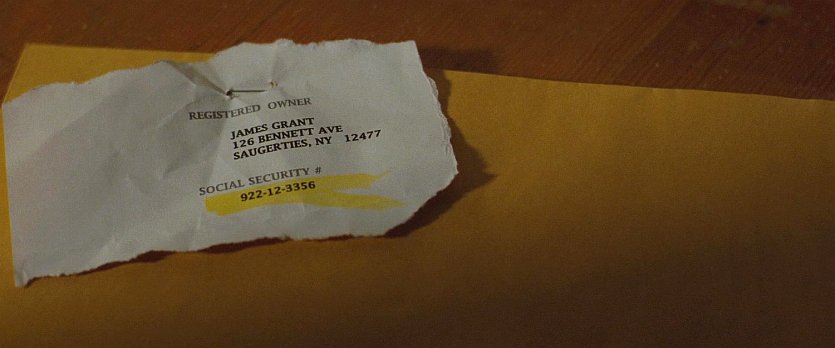 REGISTERED OWNER
JAMES GRANT
126 BENNETT AVE
SAUGERTIES, NY 12477
SOCIAL SECURITY #
922-12-3356